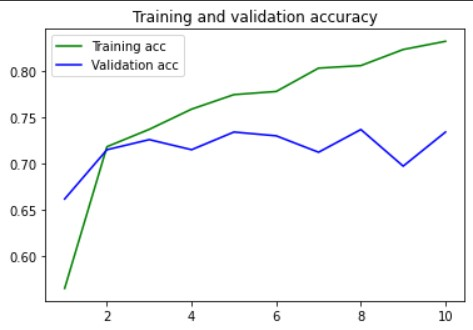 Training and validation accuracy
Training acc
Validation acc
0.80
0.75
0.70
0.65
0.60
2 4 6 8 10